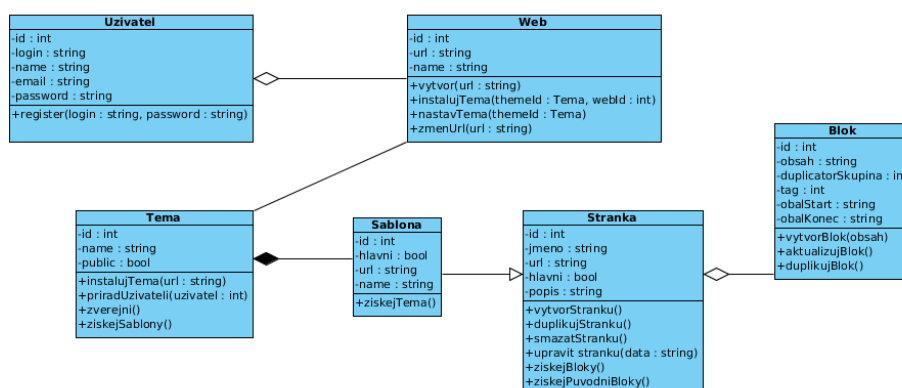 Uzivatel
-id : int
-login : string
-name : string
-email : string
-password : string
+register(login : string, password : string)
Web
-id : int
-url : string
-name : string
+vytvor(url : string)
+instalujTema(themeId : Tema, webId : int)
+nastavTema(themeId : Tema)
+zmenUrl(url : string)
Blok
-id : int
-obsah : string
-duplicatorSkupina : in
-tag : int
-obalStart : string
-obalKonec : string
+vytvorBlok(obsah)
+aktualizujBlok()
+duplikujBlok()
Tema
-id : int
-name : string
-public : bool
+instalujTema(url : string)
+priradUzivateli(uzivatel : int)
+zverejni()
+ziskejSablony()
Sablona
-id : int
-hlavni : bool
-url : string
-name : string
+ziskejTema()
Stranka
-id : int
-jmeno : string
-url : string
-hlavni : bool
-popis : string
+vytvorStranku()
+duplikujStranku()
+smazatStranku()
+upravit stranku(data : string)
+ziskejBloky()
+ziskejPuvodniBloky()